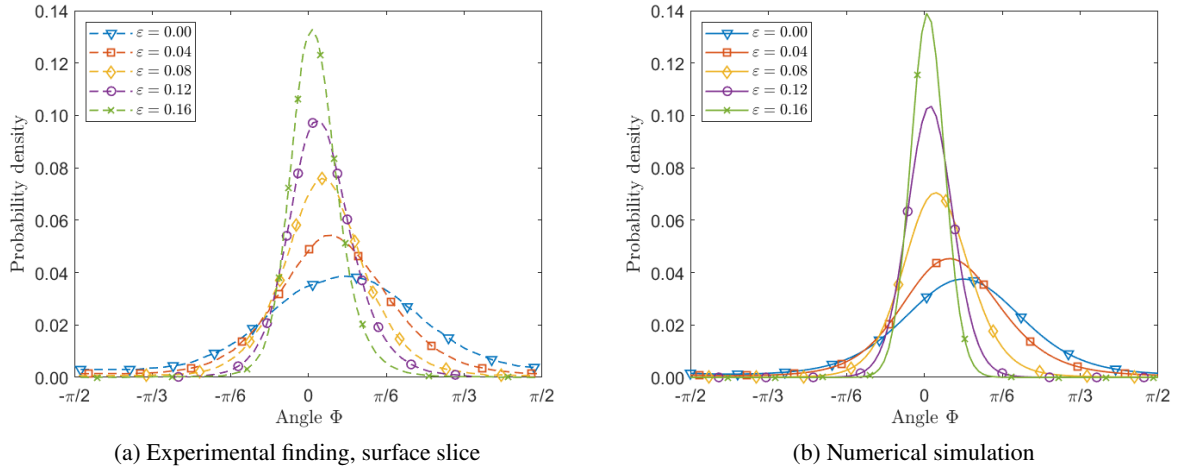 0.14
0.12
0.10
0.08
0.06
0.04
0.02
0.00
Probability density
ε = 0.00
ε = 0.04
ε = 0.08
ε = 0.12
ε = 0.16
-π/2 -π/3 -π/6 0 π/6 π/3 π/2
Angle Φ
(a) Experimental finding, surface slice
0.14
0.12
0.10
0.08
0.06
0.04
0.02
0.00
Probability density
ε = 0.00
ε = 0.04
ε = 0.08
ε = 0.12
ε = 0.16
-π/2 -π/3 -π/6 0 π/6 π/3 π/2
Angle Φ
(b) Numerical simulation